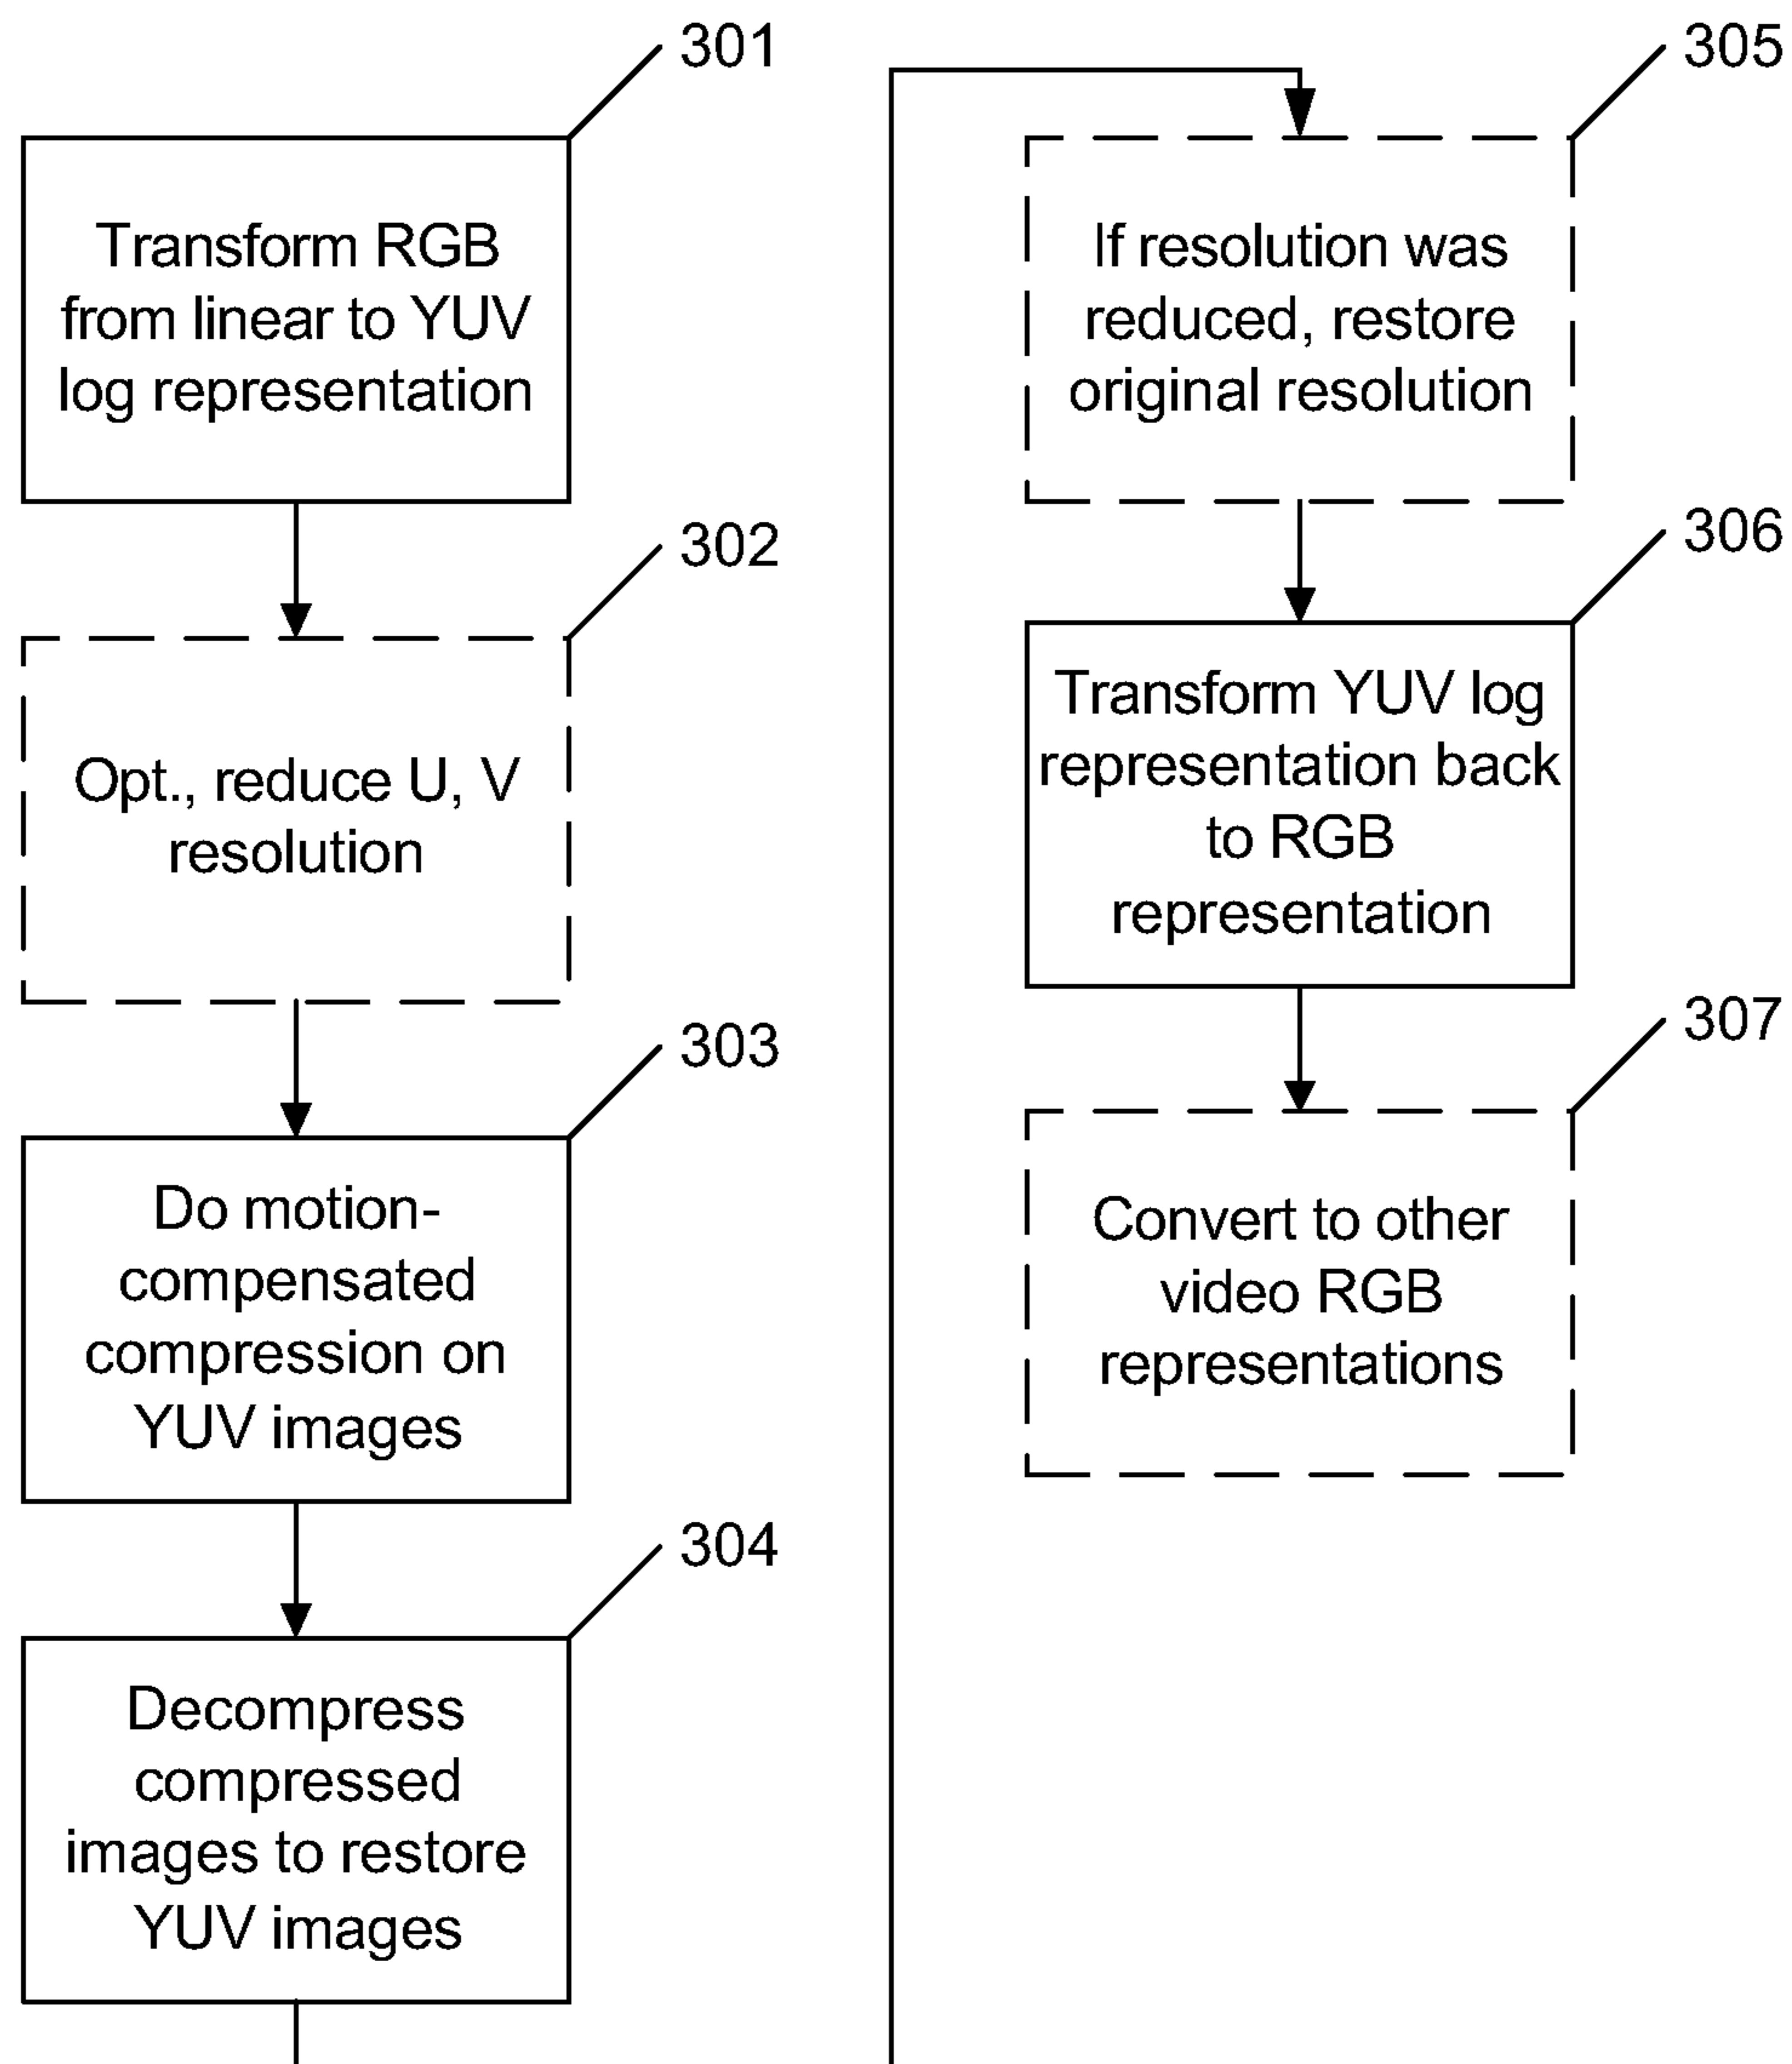 301
Transform RGB
from linear to YUV
log representation
302
Opt., reduce U, V
resolution
303
Do motion-
compensated
compression on
YUV images
304
Decompress
compressed
images to restore
YUV images
305
If resolution was
reduced, restore
original resolution
306
Transform YUV log
representation back
to RGB
representation
307
Convert to other
video RGB
representations